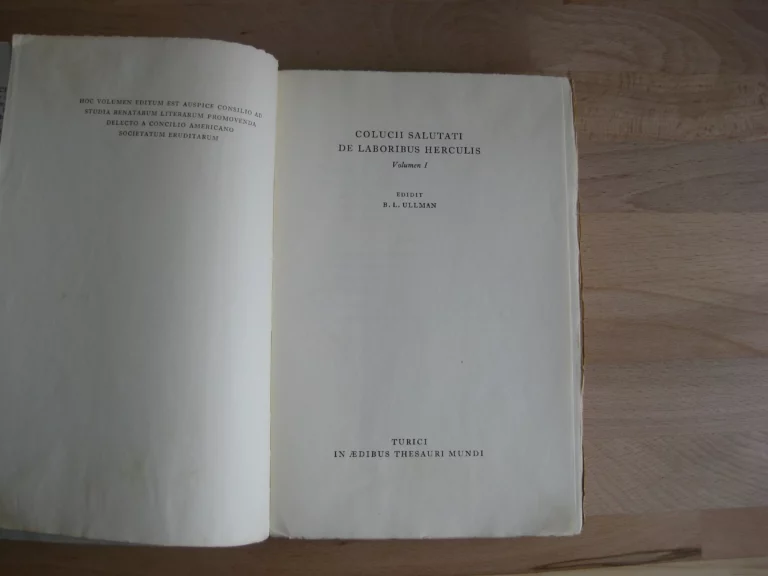 HOC VOLUMEN EDITUM EST AUSPICE CONSILIO AD
STUDIA RENATARUM LITERARUM PROMOVENDA
DELECTO A CONCILIO AMERICANO
SOCIETATUM ERUDITARUM
COLUCII SALUTATI
DE LABORIBUS HERCULIS
Volumen I
EDIDIT
B. L. ULLMAN
TURICI
IN ÆDIBUS THESAURI MUNDI